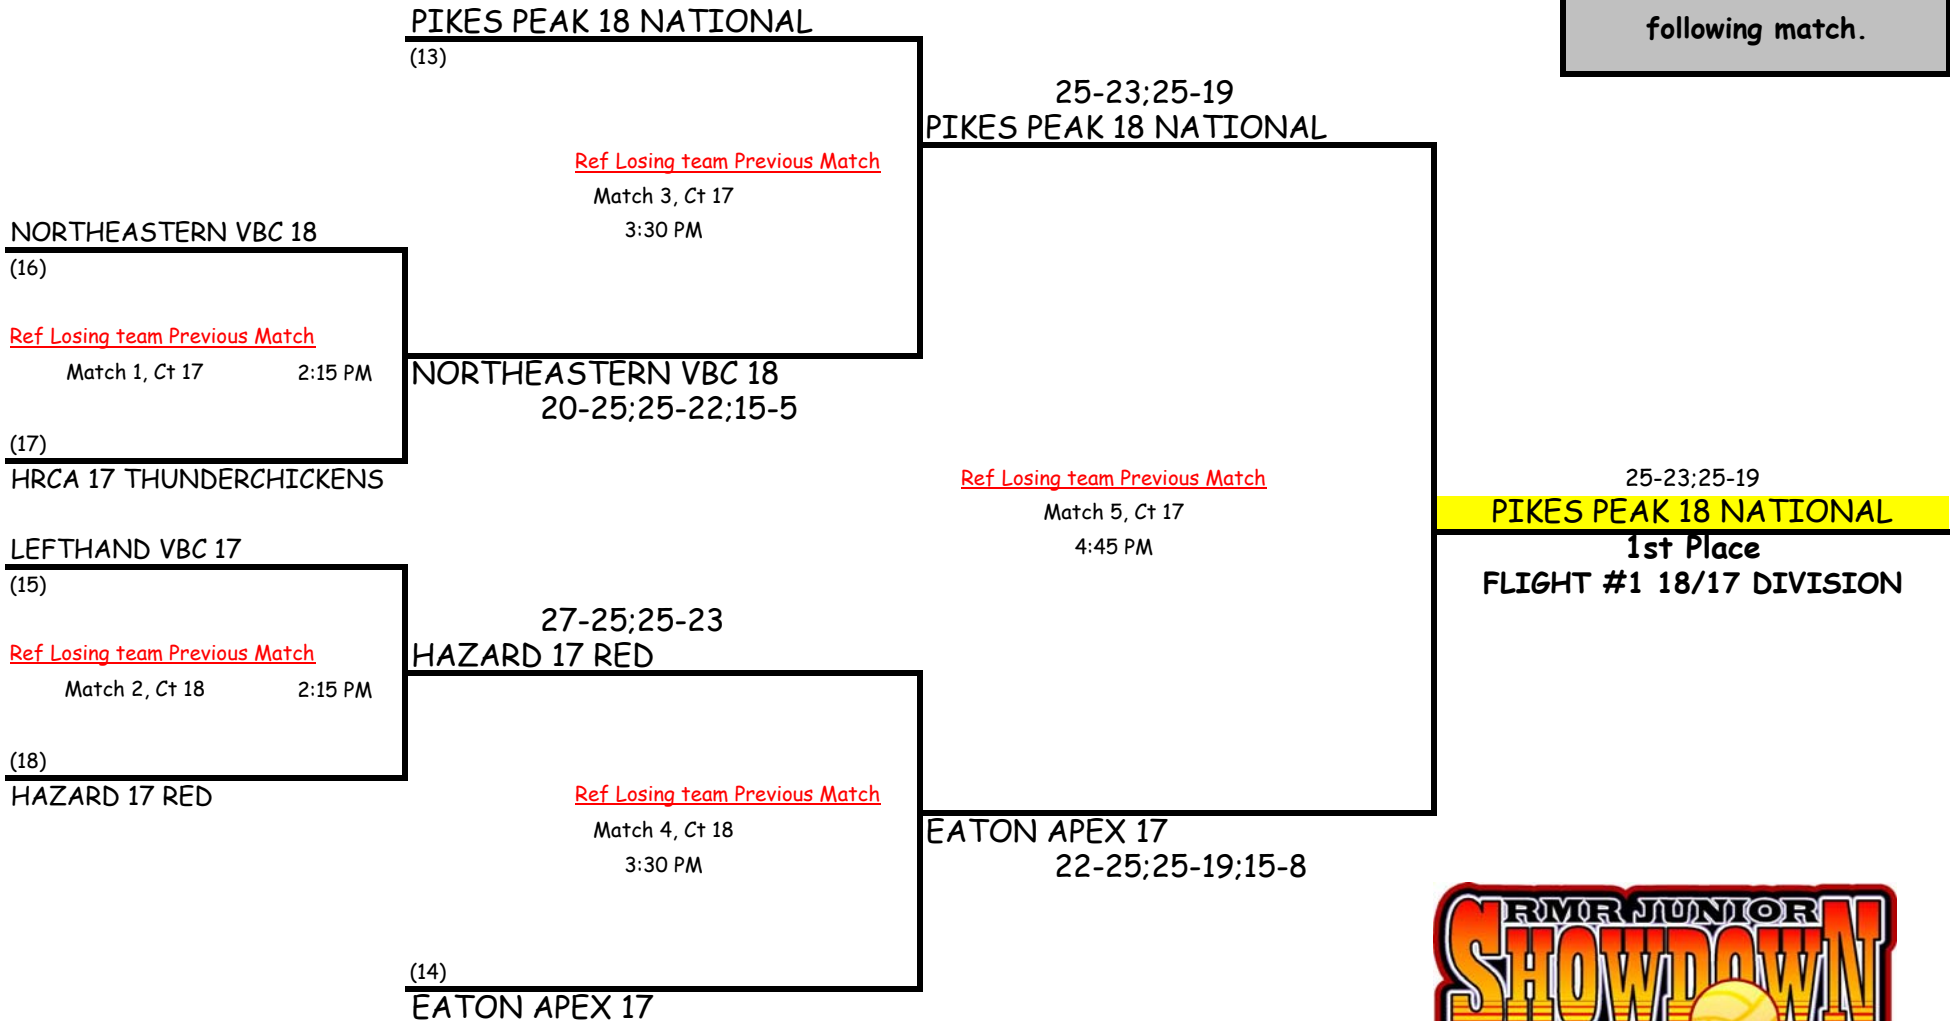 PIKES PEAK 18 NATIONAL
(13)
following match.
25-23;25-19
PIKES PEAK 18 NATIONAL
Ref Losing team Previous Match
Match 3, Ct 17
3:30 PM
NORTHEASTERN VBC 18
(16)
Ref Losing team Previous Match
Match 1, Ct 17 2:15 PM
NORTHEASTERN VBC 18
20-25;25-22;15-5
(17)
HRCA 17 THUNDERCHICKENS
Ref Losing team Previous Match
Match 5, Ct 17
4:45 PM
25-23;25-19
PIKES PEAK 18 NATIONAL
1st Place
FLIGHT #1 18/17 DIVISION
LEFTHAND VBC 17
(15)
27-25;25-23
HAZARD 17 RED
Ref Losing team Previous Match
Match 2, Ct 18 2:15 PM
(18)
HAZARD 17 RED
Ref Losing team Previous Match
Match 4, Ct 18
3:30 PM
EATON APEX 17
22-25;25-19;15-8
(14)
EATON APEX 17
RMR JUNIOR
SHOWDOWN